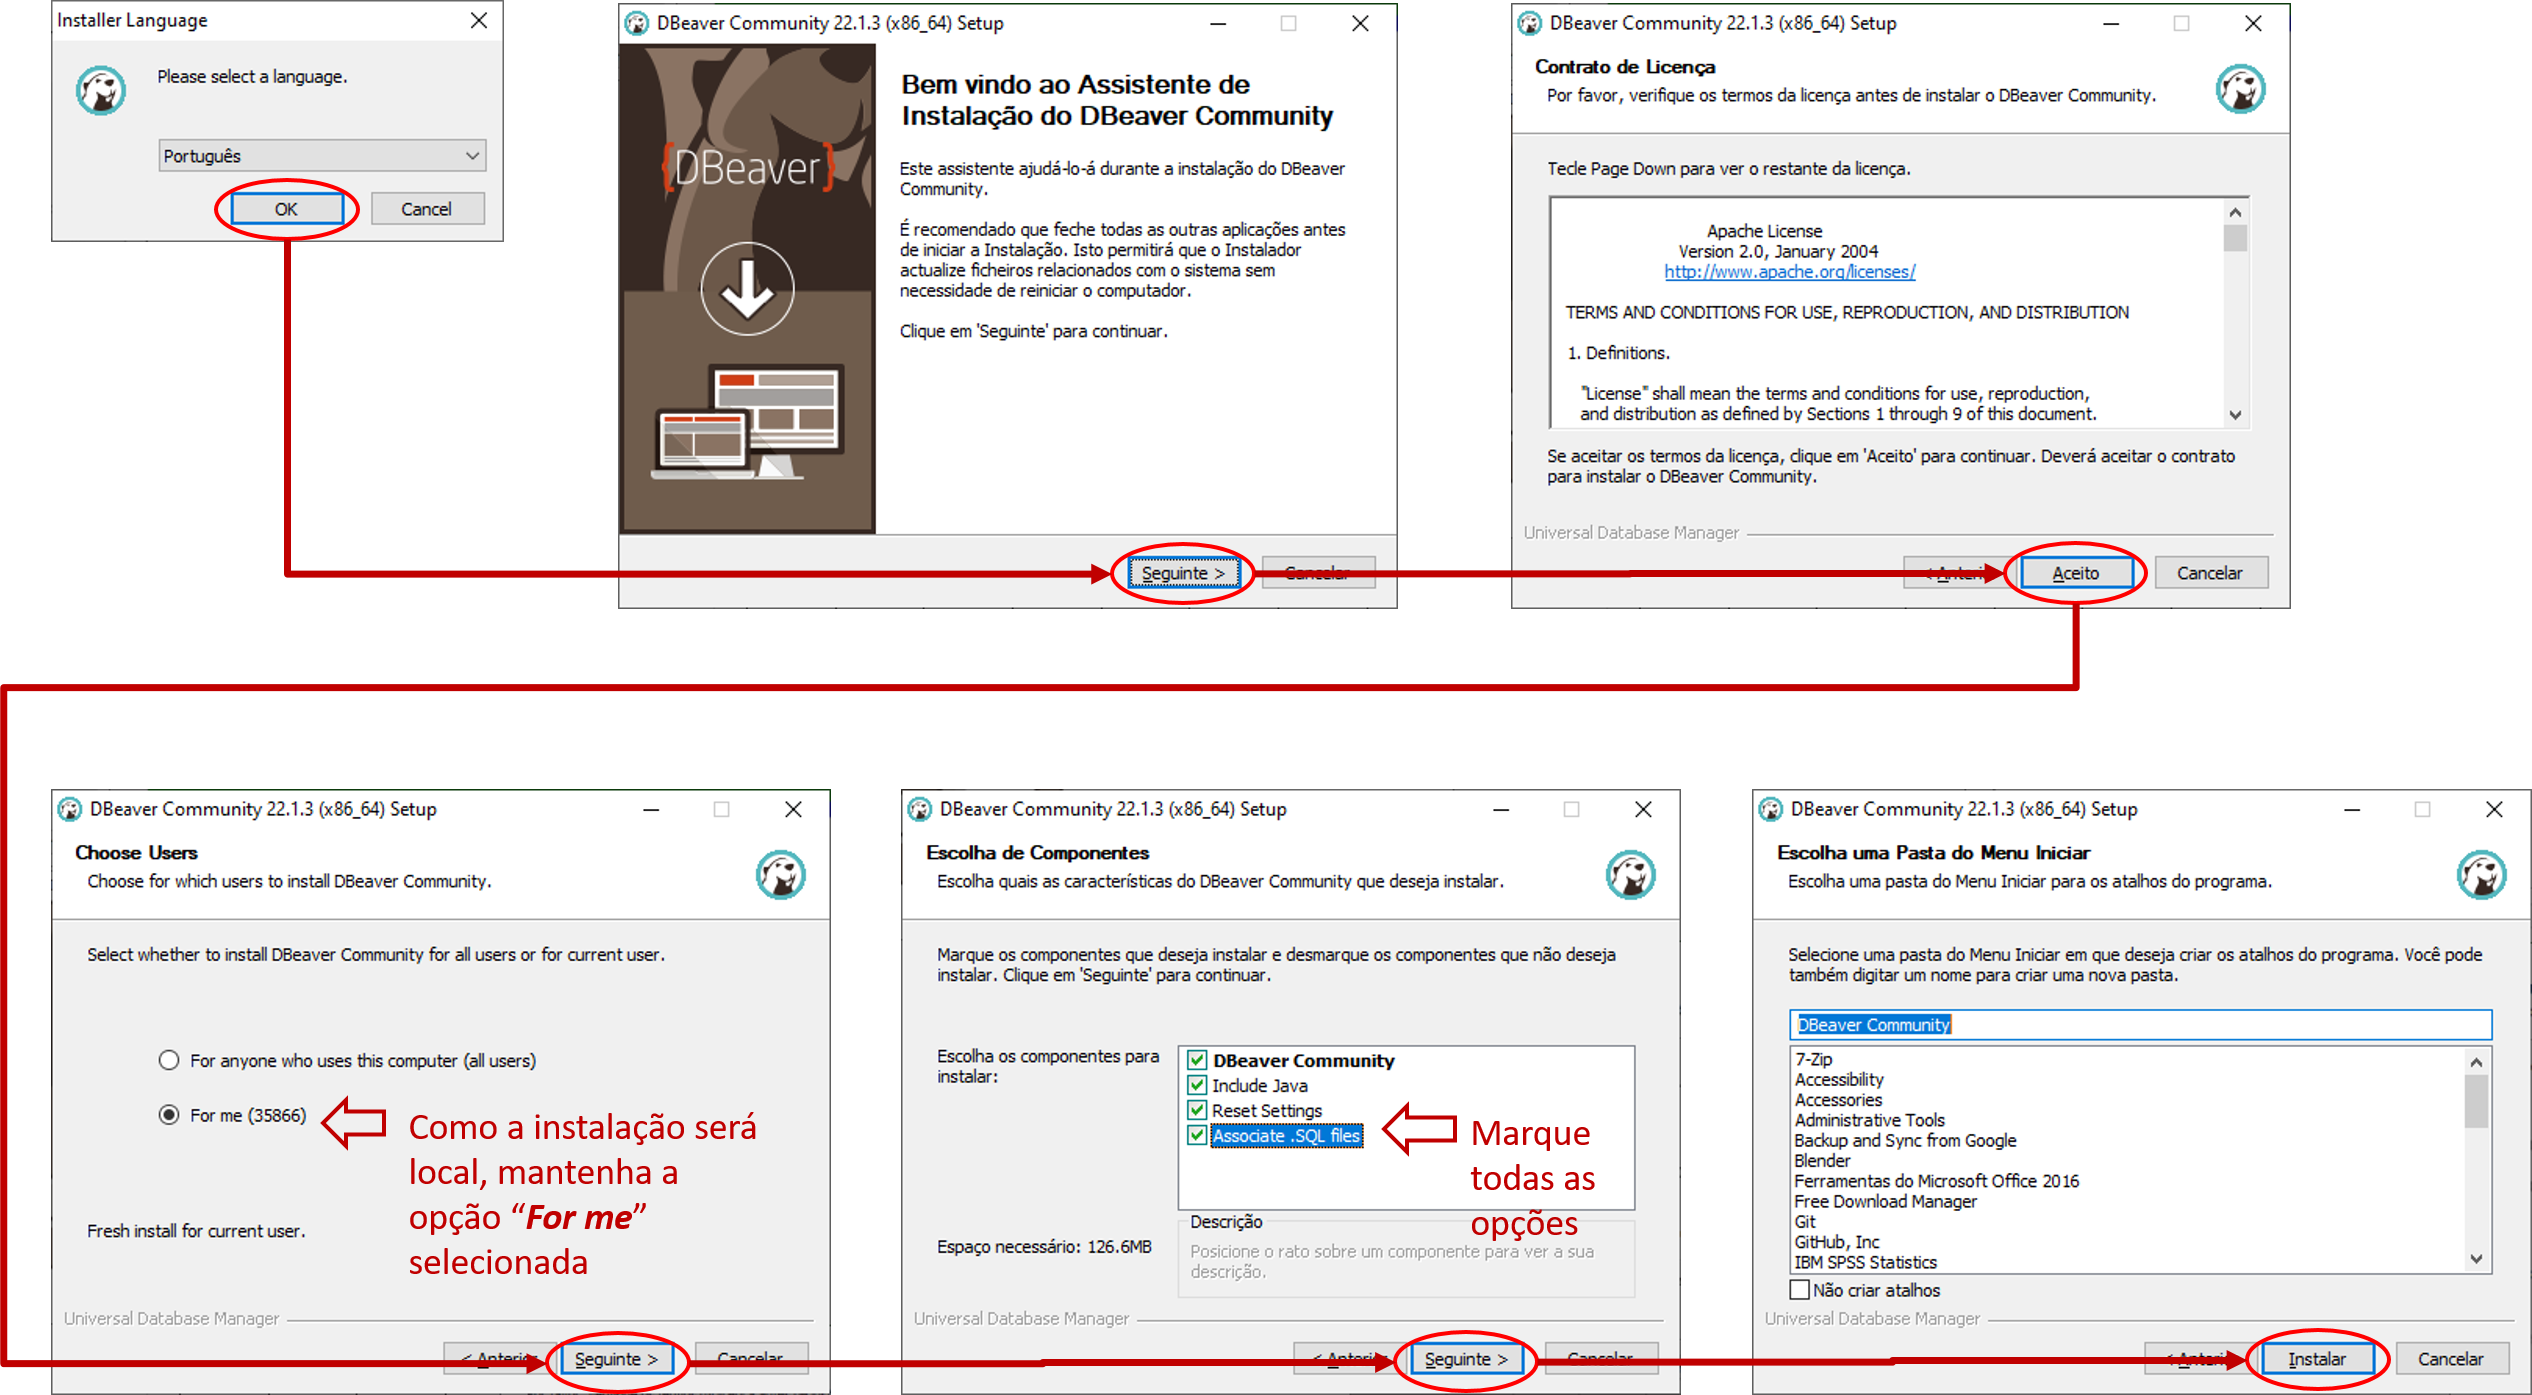 Installer Language
Please select a language.
Português
OK
Cancel
DBeaver Community 22.1.3 (x86_64) Setup
{DBeaver}
Bem vindo ao Assistente de
Instalação do DBeaver Community
Este assistente ajudá-lo-á durante a instalação do DBeaver
Community.
É recomendado que feche todas as outras aplicações antes
de iniciar a Instalação. Isto permitirá que o Instalador
actualize ficheiros relacionados com o sistema sem
necessidade de reiniciar o computador.
Clique em 'Seguinte' para continuar.
Seguinte >
Cancelar
DBeaver Community 22.1.3 (x86_64) Setup
Contrato de Licença
Por favor, verifique os termos da licença antes de instalar o DBeaver Community.
Tecle Page Down para ver o restante da licença.
Apache License
Version 2.0, January 2004
http://www.apache.org/licenses/
TERMS AND CONDITIONS FOR USE, REPRODUCTION, AND DISTRIBUTION
1. Definitions.
"License" shall mean the terms and conditions for use, reproduction,
and distribution as defined by Sections 1 through 9 of this document.
Se aceitar os termos da licença, clique em 'Aceito' para continuar. Deverá aceitar o contrato
para instalar o DBeaver Community.
Universal Database Manager
Aceito
Cancelar
DBeaver Community 22.1.3 (x86_64) Setup
Choose Users
Choose for which users to install DBeaver Community.
Select whether to install DBeaver Community for all users or for current user.
For anyone who uses this computer (all users)
For me (35866)
Como a instalação será
local, mantenha a
opção “For me”
selecionada
Fresh install for current user.
Universal Database Manager
Seguinte >
Cancelar
DBeaver Community 22.1.3 (x86_64) Setup
Escolha de Componentes
Escolha quais as características do DBeaver Community que deseja instalar.
Marque os componentes que deseja instalar e desmarque os componentes que não deseja
instalar. Clique em 'Seguinte' para continuar.
Escolha os componentes para
instalar:
DBeaver Community
Include Java
Reset Settings
Associate .SQL files
Marque
todas as
opções
Espaço necessário: 126.6MB
Descrição
Posicione o rato sobre um componente para ver a sua
descrição.
Universal Database Manager
Seguinte >
Cancelar
DBeaver Community 22.1.3 (x86_64) Setup
Escolha uma Pasta do Menu Iniciar
Escolha uma pasta do Menu Iniciar para os atalhos do programa.
Selecione uma pasta do Menu Iniciar em que deseja criar os atalhos do programa. Você pode
também digitar um nome para criar uma nova pasta.
DBeaver Community
7-Zip
Accessibility
Accessories
Administrative Tools
Backup and Sync from Google
Blender
Ferramentas do Microsoft Office 2016
Free Download Manager
Git
GitHub, Inc
IBM SPSS Statistics
Não criar atalhos
Universal Database Manager
Instalar
Cancelar